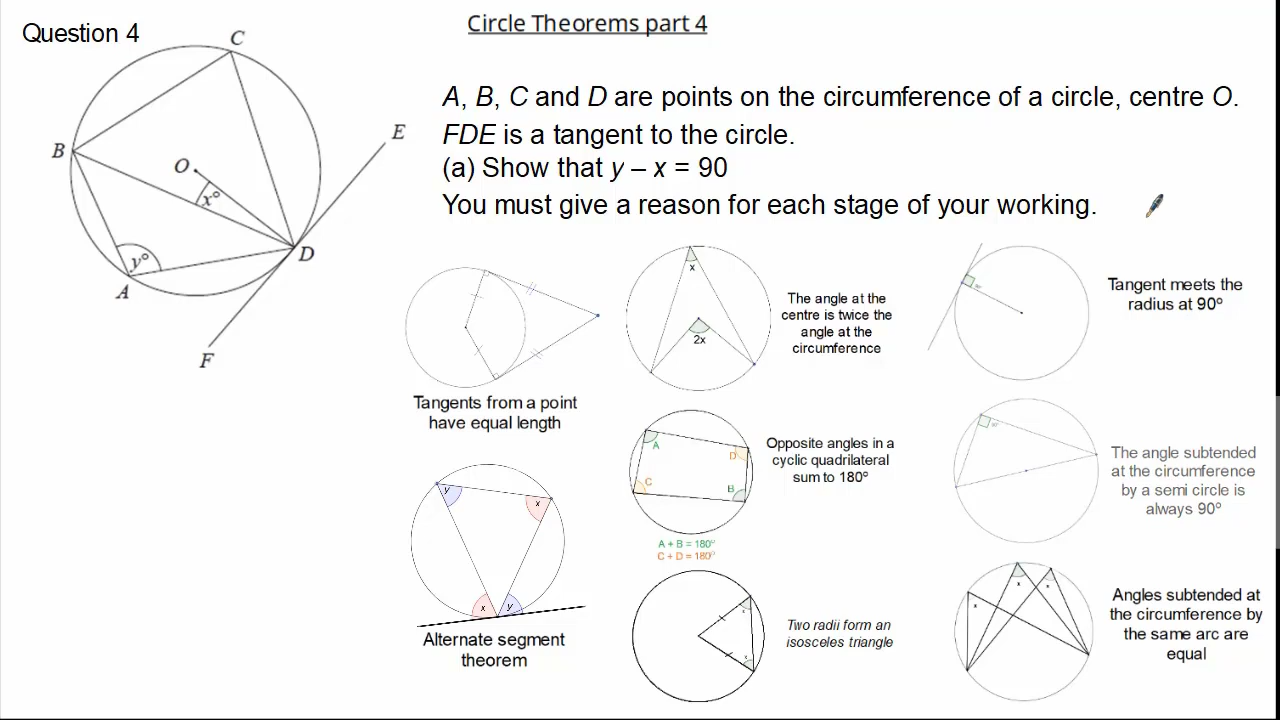 Question 4
Circle Theorems part 4
A, B, C and D are points on the circumference of a circle, centre O.
FDE is a tangent to the circle.
(a) Show that y – x = 90
You must give a reason for each stage of your working.
C
B
O
x°
E
D
y°
A
F
Tangents from a point
have equal length
x
2x
The angle at the
centre is twice the
angle at the
circumference
Tangent meets the
radius at 90°
A
D
C
B
A + B = 180°
C + D = 180°
Opposite angles in a
cyclic quadrilateral
sum to 180°
The angle subtended
at the circumference
by a semi circle is
always 90°
y
x
x
y
Alternate segment
theorem
x
x
Two radii form an
isosceles triangle
x
x
x
Angles subtended at
the circumference by
the same arc are
equal